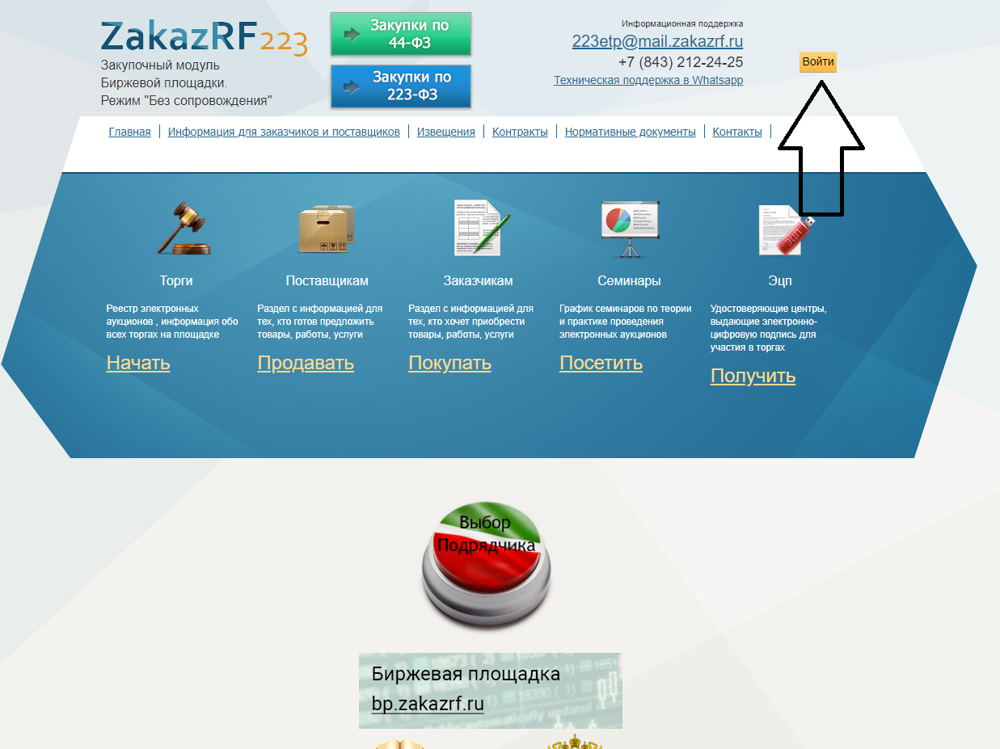 ZakazRF223
Закупочный модуль
Биржевой площадки.
Режим "Без сопровождения"
Закупки по
44-ФЗ
Закупки по
223-ФЗ
Информационная поддержка
223etp@mail.zakazrf.ru
+7 (843) 212-24-25
Техническая поддержка в Whatsapp
Войти
Главная
Информация для заказчиков и поставщиков
Извещения
Контракты
Нормативные документы
Контакты
Торги
Реестр электронных
аукционов , информация обо
всех торгах на площадке
Начать
Поставщикам
Раздел с информацией для
тех, кто готов предложить
товары, работы, услуги
Продавать
Заказчикам
Раздел с информацией для
тех, кто хочет приобрести
товары, работы, услуги
Покупать
Семинары
График семинаров по теории
и практике проведения
электронных аукционов
Посетить
ЭЦП
Эцп
Удостоверяющие центры,
выдающие электронно-
цифровую подпись для
участия в торгах
Получить
Выбор
Подрядчика
Биржевая площадка
bp.zakazrf.ru